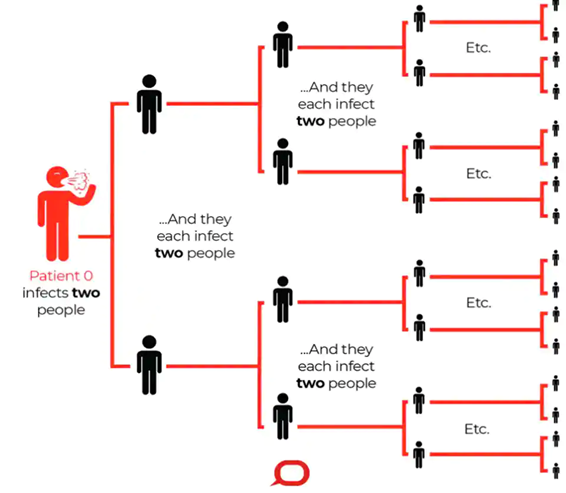 Patient 0
infects two
people
...And they
each infect
two people
...And they
each infect
two people
...And they
each infect
two people
Etc.
Etc.
Etc.
Etc.